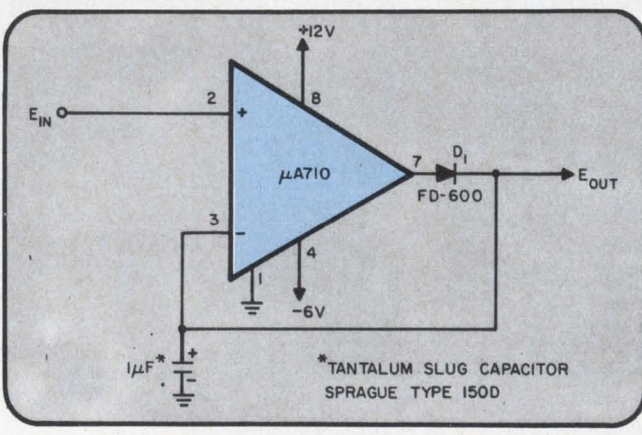 +12V
8
2
E_IN
+
μA710
7
D₁
E_OUT
FD-600
3
−
4
1
−6V
1μF*
+
−
*TANTALUM SLUG CAPACITOR
SPRAGUE TYPE 150D